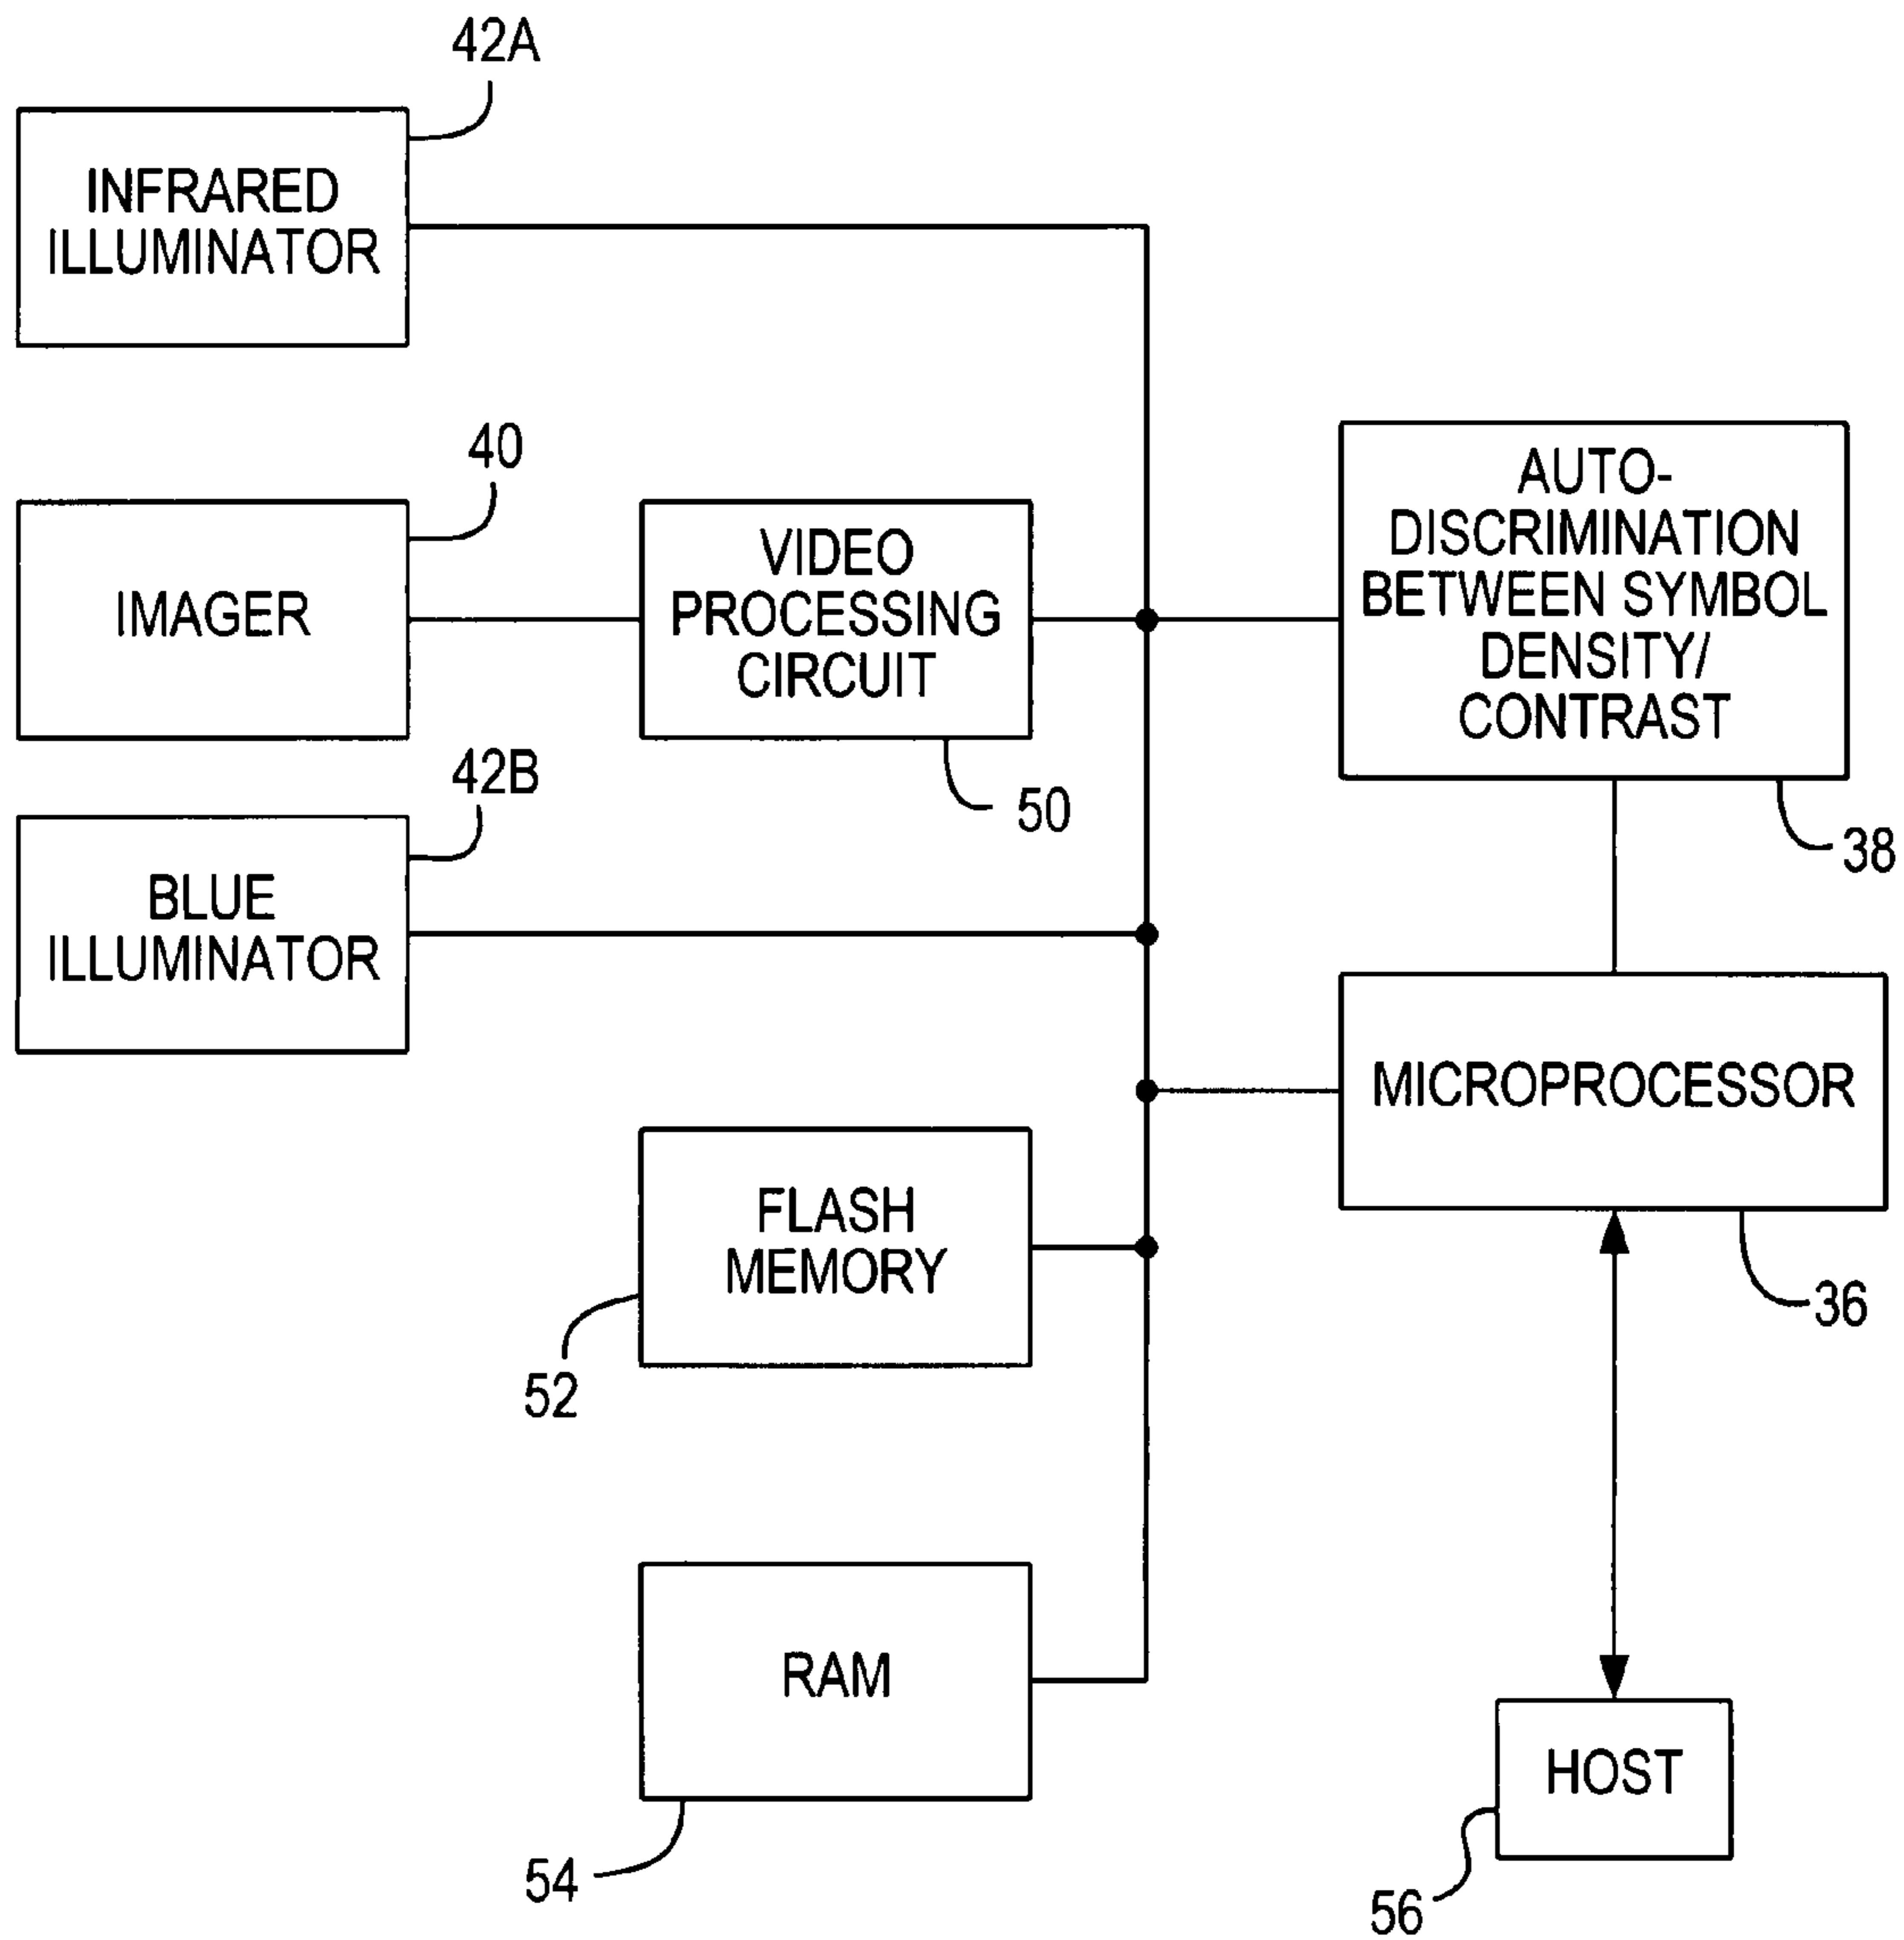 42A
INFRARED
ILLUMINATOR
40
IMAGER
VIDEO
PROCESSING
CIRCUIT
50
AUTO-
DISCRIMINATION
BETWEEN SYMBOL
DENSITY/
CONTRAST
38
42B
BLUE
ILLUMINATOR
MICROPROCESSOR
36
FLASH
MEMORY
52
RAM
54
HOST
56